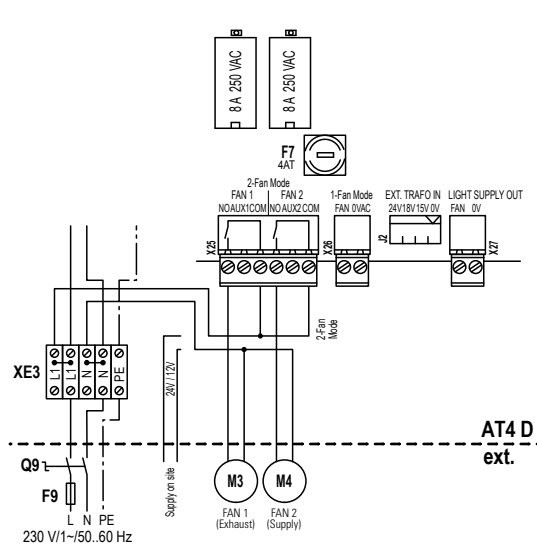 8 A 250 VAC
8 A 250 VAC
F7
4AT
2-Fan Mode
FAN 1 FAN 2
NO AUX1 COM NO AUX2 COM
1-Fan Mode
FAN 0VAC
EXT. TRAFO IN
24V 18V 15V 0V
LIGHT SUPPLY OUT
FAN 0V
X25
X26
J2
X27
2-Fan
Mode
XE3
L1
L1
N
N
PE
24V / 12V
Supply on site
AT4 D
ext.
Q9
F9
M3
M4
L N PE
230 V/1~/50..60 Hz
FAN 1
(Exhaust)
FAN 2
(Supply)